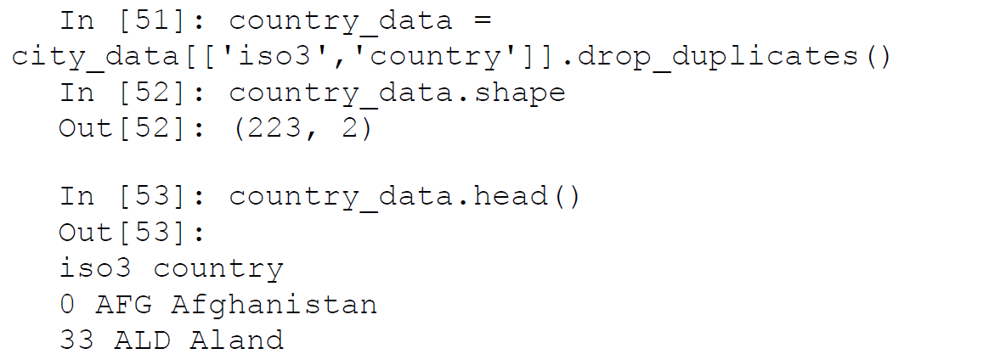 In [51]: country_data =
city_data[['iso3','country']].drop_duplicates()
In [52]: country_data.shape
Out[52]: (223, 2)
In [53]: country_data.head()
Out[53]:
iso3 country
0 AFG Afghanistan
33 ALD Aland